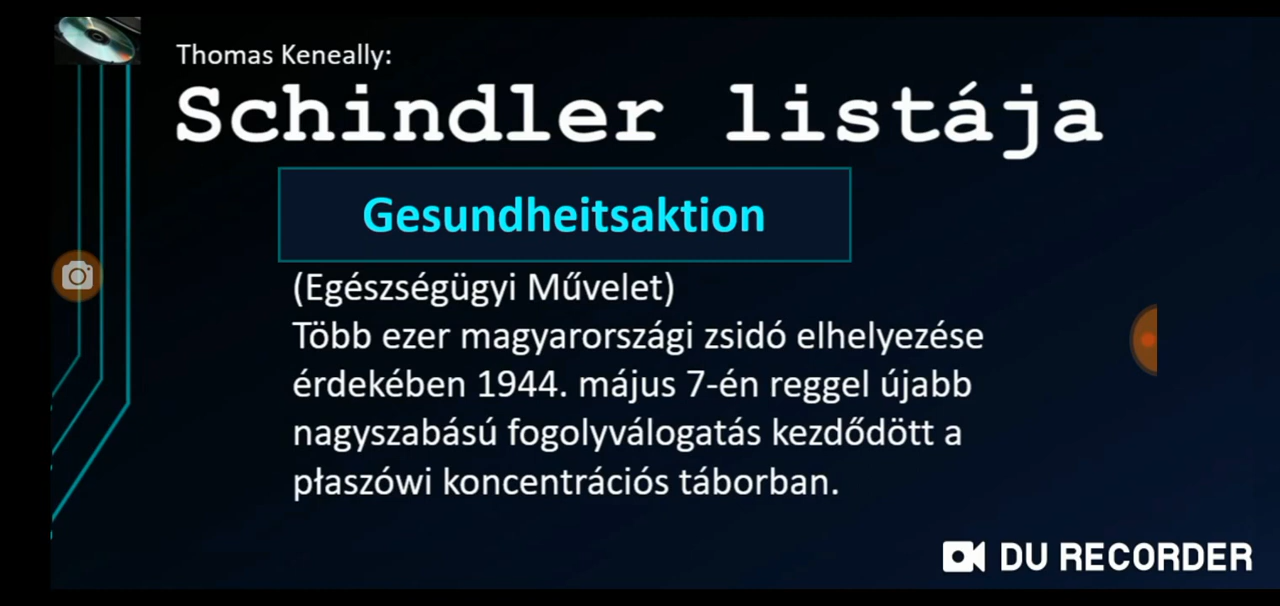 Thomas Keneally:
Schindler listája
Gesundheitsaktion
(Egészségügyi Művelet)
Több ezer magyarországi zsidó elhelyezése
érdekében 1944. május 7-én reggel újabb
nagyszabású fogolyválogatás kezdődött a
płaszówi koncentrációs táborban.
DU RECORDER